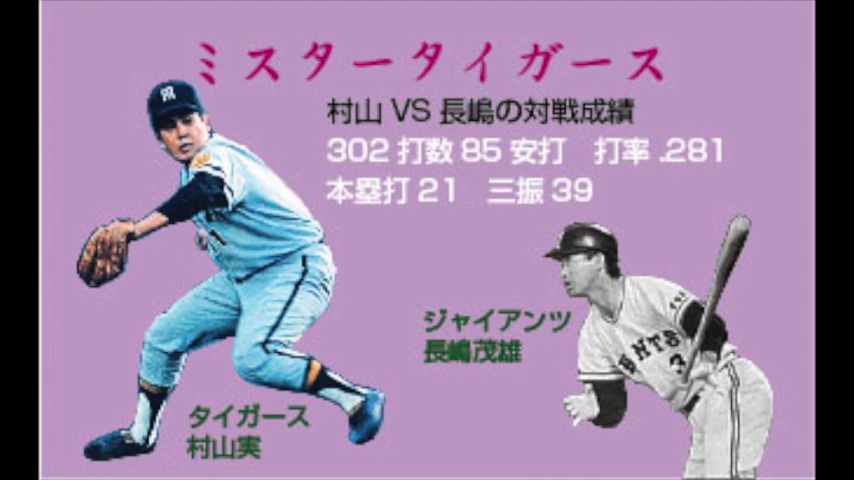 ミスタータイガース
村山 VS 長嶋の対戦成績
302 打数 85 安打　打率 .281
本塁打 21　三振 39
ジャイアンツ
長嶋茂雄
タイガース
村山実